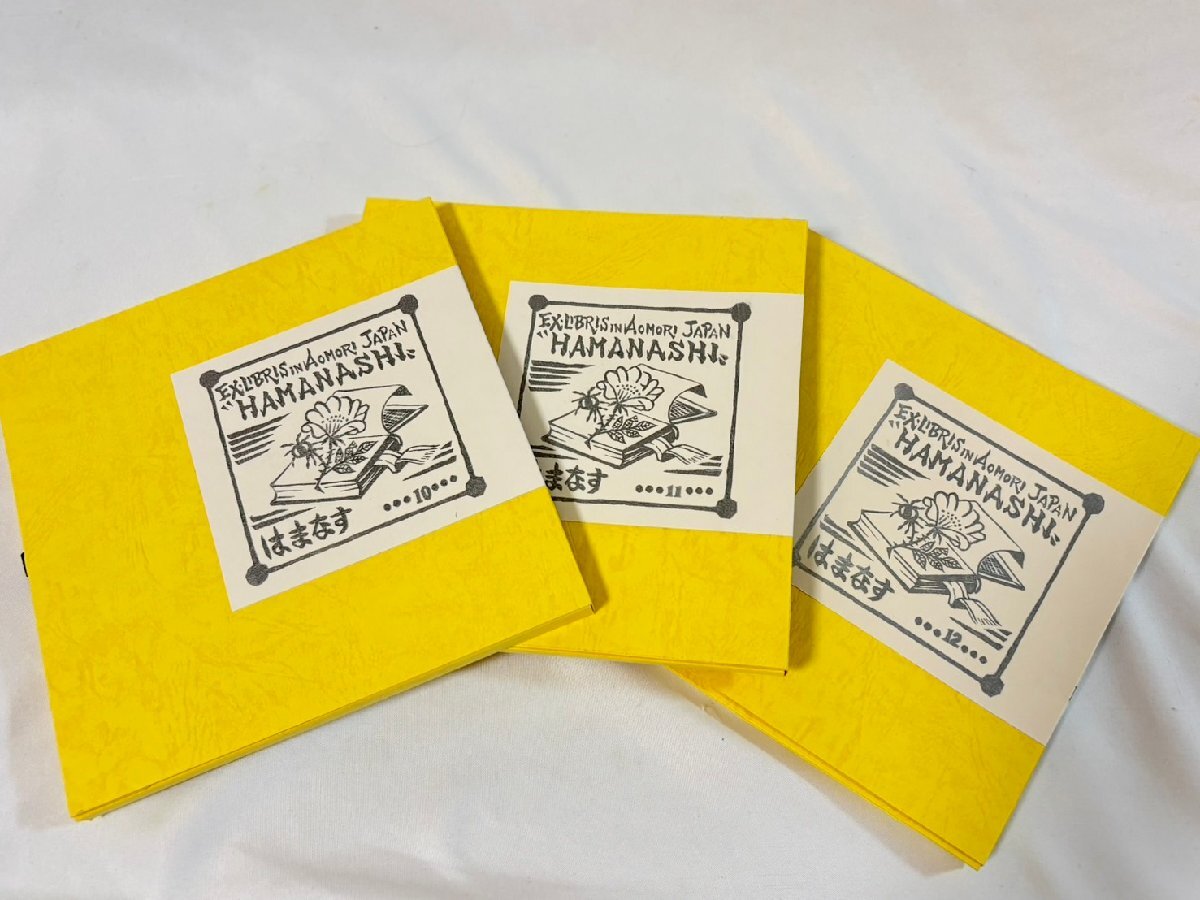 EX-LIBRIS IN AOMORI JAPAN
"HAMANASHI"
はまなす
•••10•••
EX-LIBRIS IN AOMORI JAPAN
"HAMANASHI"
まなす
•••11•••
EX-LIBRIS IN AOMORI JAPAN
"HAMANASHI"
はまなす
•••12•••